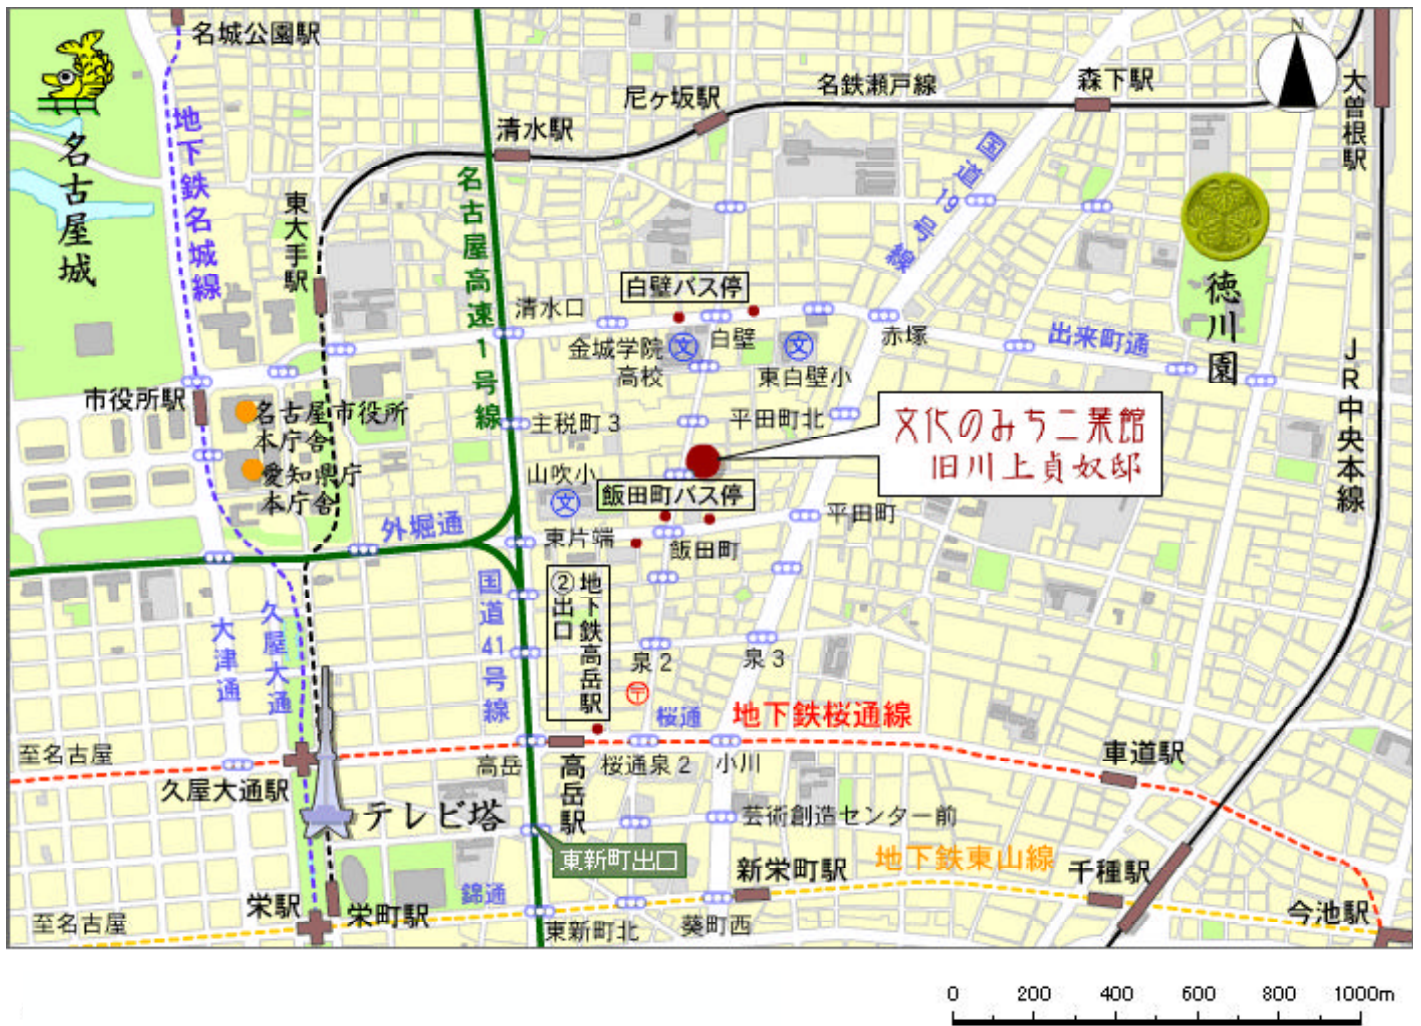 名城公園駅
N
名鉄瀬戸線
森下駅
大曽根駅
尼ヶ坂駅
清水駅
地下鉄名城線
名古屋城
東大手駅
名古屋高速1号線
国道19号線
徳川園
白壁バス停
清水口
金城学院
高校
文
白壁
文
東白壁小
赤塚
出来町通
JR中央本線
市役所駅
名古屋市役所
本庁舎
愛知県庁
本庁舎
主税町3
平田町北
文化のみち二葉館
旧川上貞奴邸
山吹小
文
飯田町バス停
平田町
外堀通
東片端
飯田町
国道41号線
地下鉄高岳駅
②出口
大津通
久屋大通
泉2
泉3
〒
桜通
地下鉄桜通線
至名古屋
久屋大通駅
高岳
高岳駅
桜通泉2
小川
車道駅
テレビ塔
芸術創造センター前
東新町出口
新栄町駅
地下鉄東山線
千種駅
錦通
栄駅
栄町駅
至名古屋
東新町北
葵町西
今池駅
0 200 400 600 800 1000m